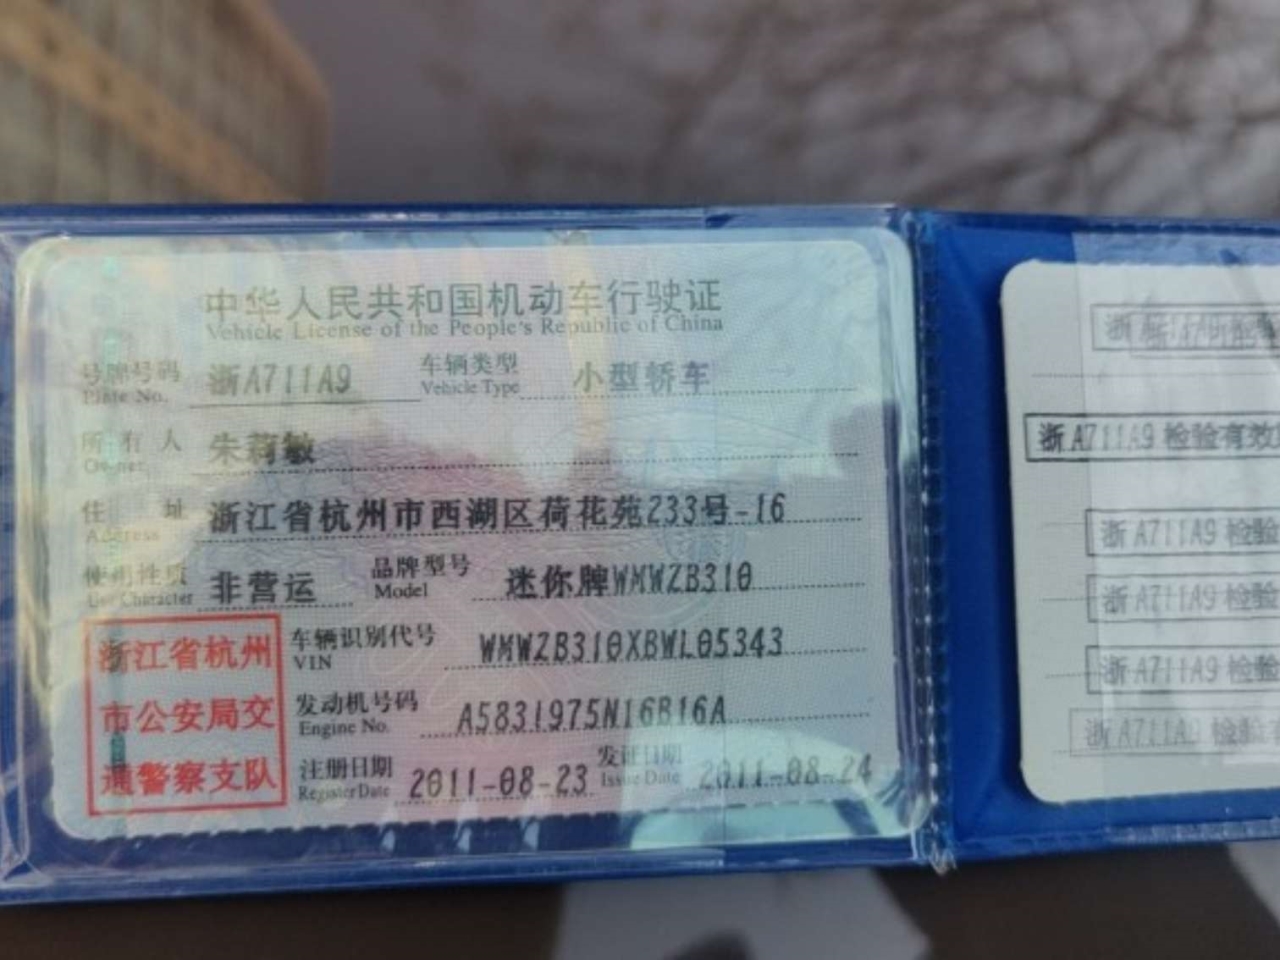 中华人民共和国机动车行驶证
Vehicle License of the People's Republic of China
号牌号码 浙A711A9 车辆类型 小型轿车
Plate No. Vehicle Type
所有人 朱莉敏
Owner
住址 浙江省杭州市西湖区荷花苑233号-16
Address
使用性质 非营运 品牌型号 迷你牌WMWZB310
Use Character Model
浙江省杭州
市公安局交
通警察支队
车辆识别代号 WMWZB310XBWL05343
VIN
发动机号码 A5831975N16B16A
Engine No.
注册日期 2011-08-23 发证日期 2011-08-24
Register Date Issue Date
浙A711A9检验有效
浙A711A9检验
浙A711A9检验
浙A711A9检验
浙A711A9检验